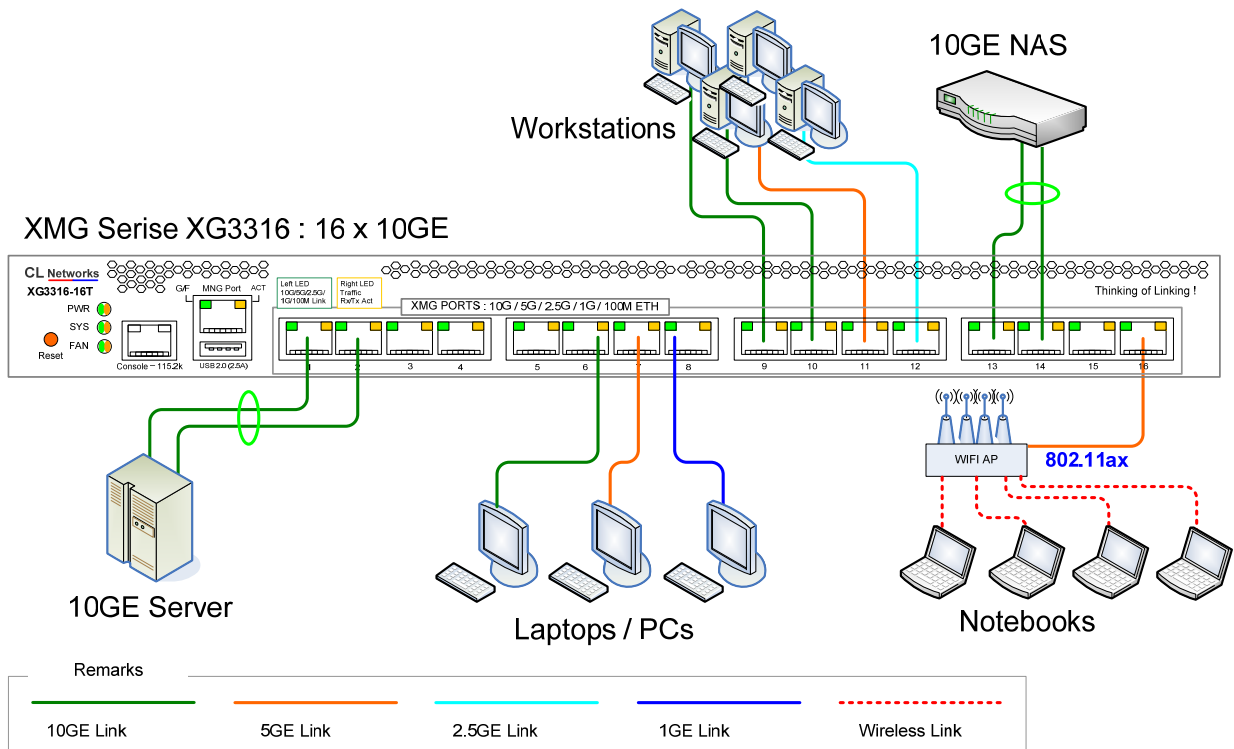 10GE NAS
Workstations
XMG Serise XG3316 : 16 x 10GE
CL Networks
XG3316-16T
G/F MNG Port ACT
Left LED
10G/5G/2.5G/
1G/100M Link
Right LED
Traffic
Rx/Tx Act
Thinking of Linking !
XMG PORTS : 10G / 5G / 2.5G / 1G / 100M ETH
PWR
SYS
FAN
Reset
Console - 115.2k
USB 2.0 (2.5A)
1 2 3 4 5 6 7 8 9 10 11 12 13 14 15 16
WIFI AP
802.11ax
10GE Server
Laptops / PCs
Notebooks
Remarks
10GE Link
5GE Link
2.5GE Link
1GE Link
Wireless Link